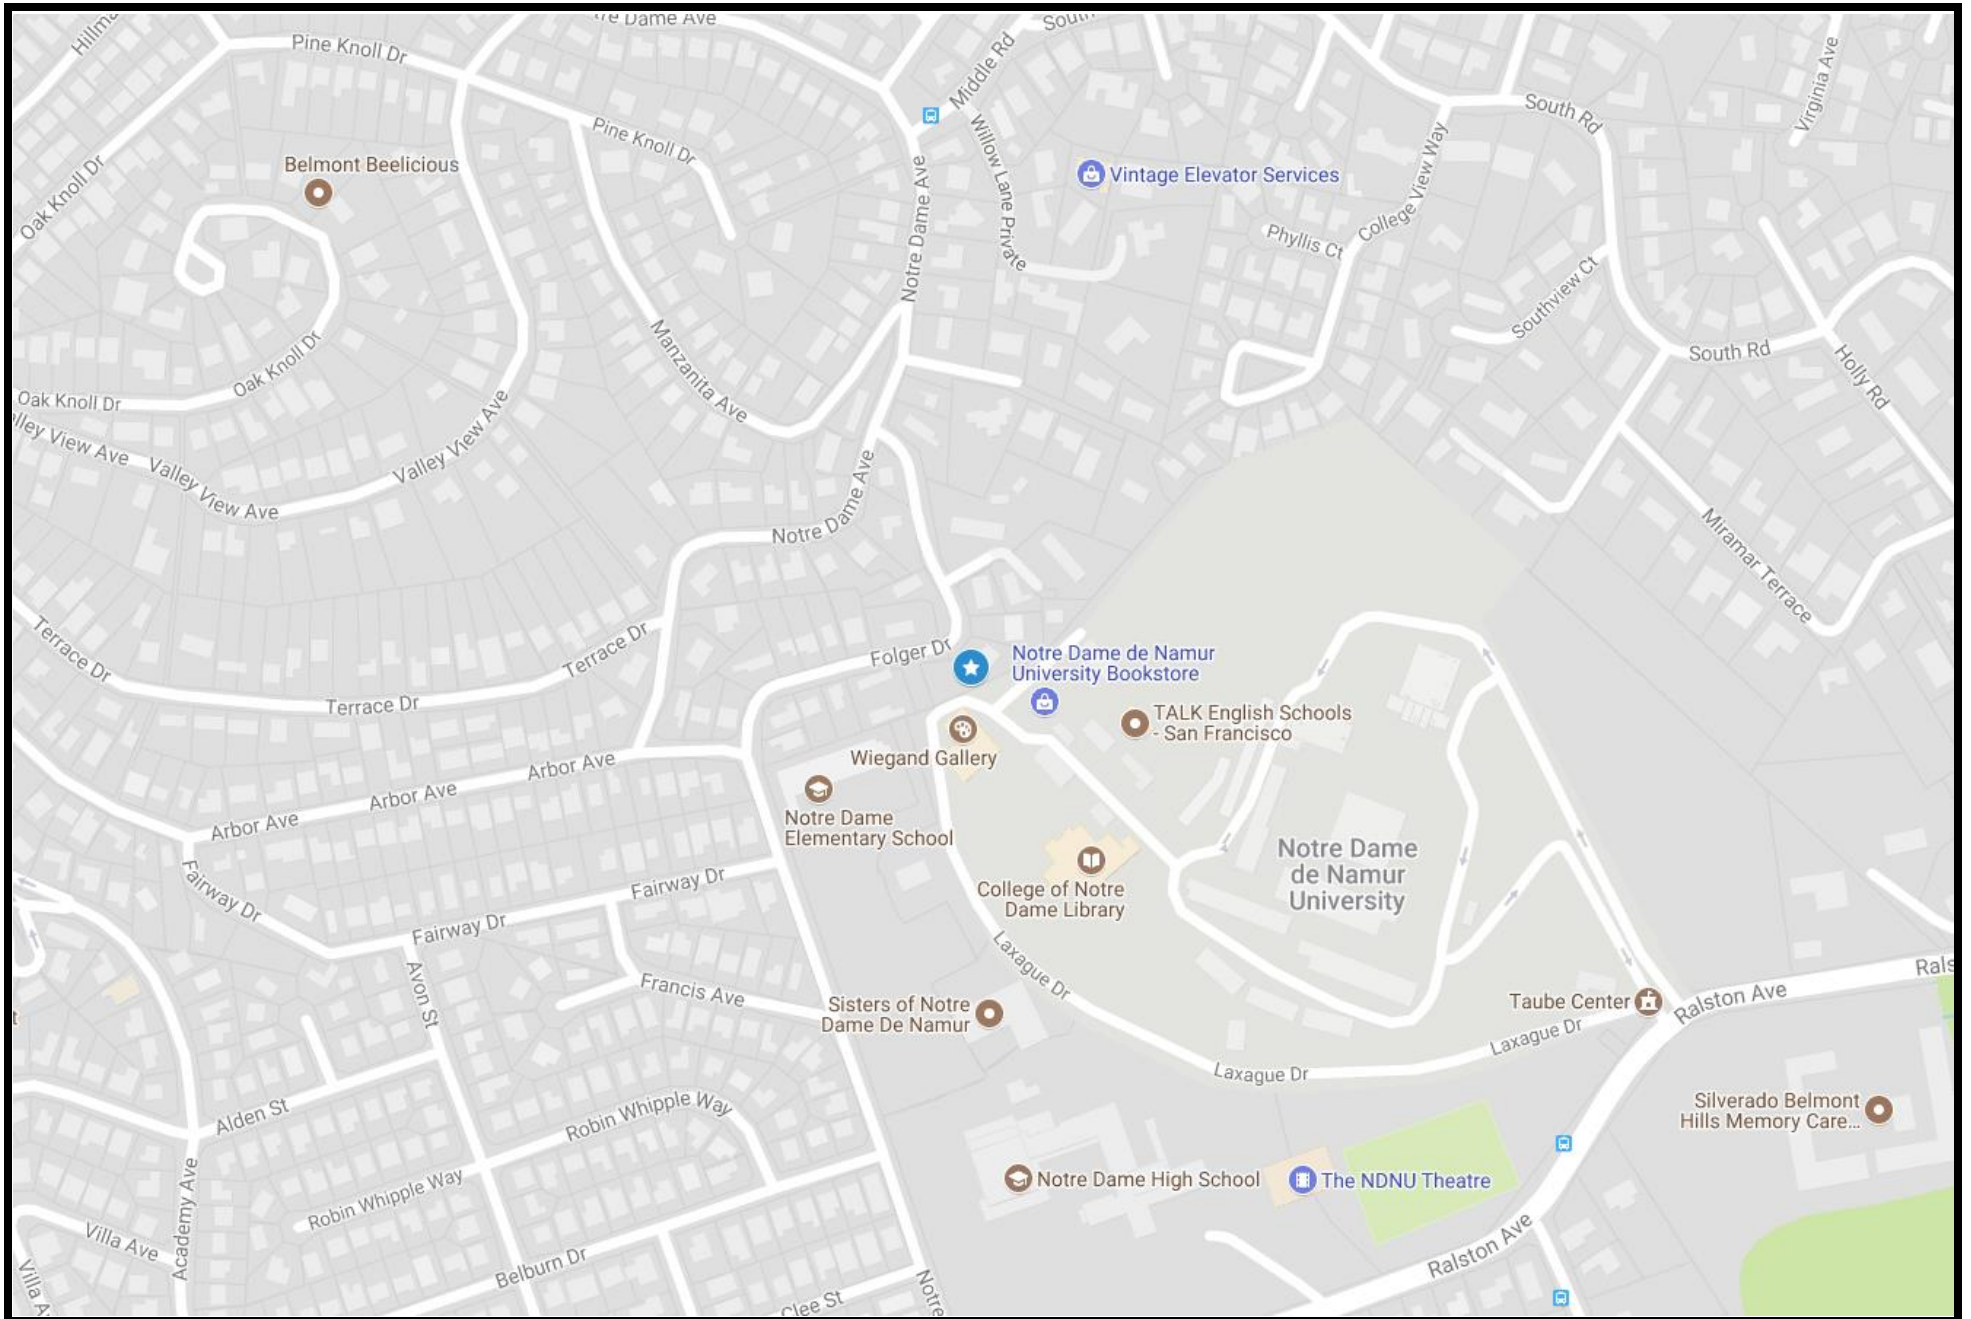 Hillm
Pine Knoll Dr
tre Dame Ave
Middle Rd
South
South Rd
Virginia Ave
Pine Knoll Dr
Belmont Beelicious
Oak Knoll Dr
Willow Lane Private
Notre Dame Ave
Vintage Elevator Services
College View Way
Phyllis Ct
Southview Ct
South Rd
Holly Rd
Oak Knoll Dr
Oak Knoll Dr
Manzanita Ave
alley View Ave
Valley View Ave
Valley View Ave
Notre Dame Ave
Miramar Terrace
Terrace Dr
Terrace Dr
Terrace Dr
Folger Dr
Notre Dame de Namur
University Bookstore
TALK English Schools
- San Francisco
Wiegand Gallery
Arbor Ave
Arbor Ave
Arbor Ave
Notre Dame
Elementary School
Notre Dame
de Namur
University
College of Notre
Dame Library
Fairway Dr
Fairway Dr
Fairway Dr
Laxague Dr
Avon St
Francis Ave
Sisters of Notre
Dame De Namur
Taube Center
Ralston Ave
Rals
t
Laxague Dr
Laxague Dr
Silverado Belmont
Hills Memory Care...
Alden St
Robin Whipple Way
Robin Whipple Way
Notre Dame High School
The NDNU Theatre
Academy Ave
Villa Ave
Villa A
Belburn Dr
Ralston Ave
Clee St
Notre